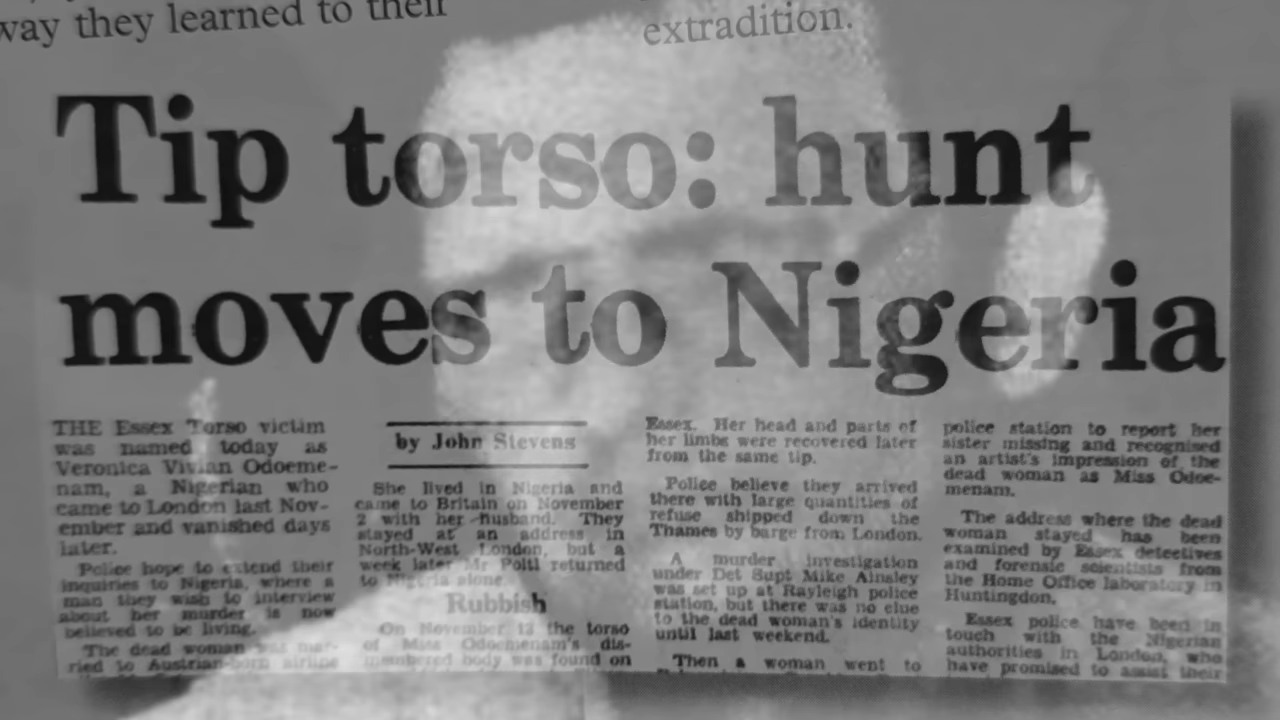 way they learned to their
extradition.
Tip torso: hunt
moves to Nigeria
THE Essex Torso victim
was named today as
Veronica Vivian Odoeme-
nam, a Nigerian who
came to London last Nov-
ember and vanished days
later.
Police hope to extend their
inquiries to Nigeria, where a
man they wish to interview
about her murder is now
believed to be living.
The dead woman was mar-
ried to Austrian-born airline
by John Stevens
She lived in Nigeria and
came to Britain on November
2 with her husband. They
stayed at an address in
North-West London, but a
week later Mr Poltl returned
to Nigeria alone.
Rubbish
On November 13 the torso
of Miss Odoemenam's dis-
membered body was found on
Essex. Her head and parts of
her limbs were recovered later
from the same tip.
Police believe they arrived
there with large quantities of
refuse shipped down the
Thames by barge from London.
A murder investigation
under Det Supt Mike Ainsley
was set up at Rayleigh police
station, but there was no clue
to the dead woman's identity
until last weekend.
Then a woman went to
police station to report her
sister missing and recognised
an artist's impression of the
dead woman as Miss Odoe-
menam.
The address where the dead
woman stayed has been
examined by Essex detectives
and forensic scientists from
the Home Office laboratory in
Huntingdon.
Essex police have been in
touch with the Nigerian
authorities in London, who
have promised to assist their